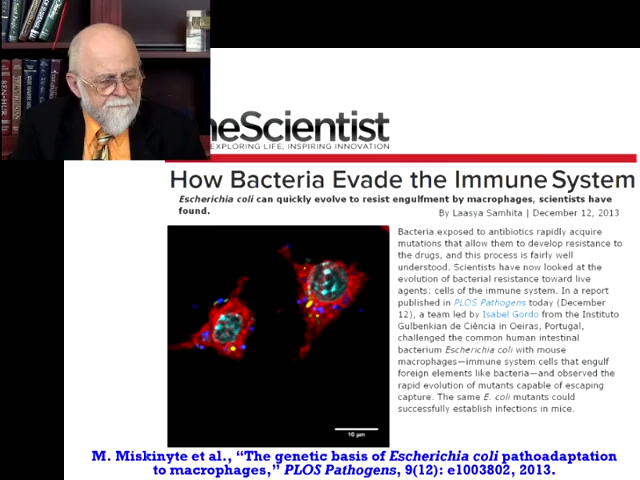 BEN-HUR
neScientist
EXPLORING LIFE, INSPIRING INNOVATION
How Bacteria Evade the Immune System
Escherichia coli can quickly evolve to resist engulfment by macrophages, scientists have
found.
By Laasya Samhita | December 12, 2013
Bacteria exposed to antibiotics rapidly acquire
mutations that allow them to develop resistance to
the drugs, and this process is fairly well
understood. Scientists have now looked at the
evolution of bacterial resistance toward live
agents: cells of the immune system. In a report
published in PLOS Pathogens today (December
12), a team led by Isabel Gordo from the Instituto
Gulbenkian de Ciência in Oeiras, Portugal,
challenged the common human intestinal
bacterium Escherichia coli with mouse
macrophages—immune system cells that engulf
foreign elements like bacteria—and observed the
rapid evolution of mutants capable of escaping
capture. The same E. coli mutants could
successfully establish infections in mice.
10 µm
M. Miskinyte et al., “The genetic basis of Escherichia coli pathoadaptation
to macrophages,” PLOS Pathogens, 9(12): e1003802, 2013.